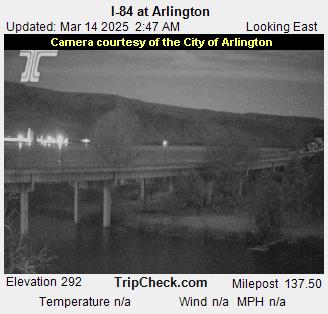 I-84 at Arlington
Updated: Mar 14 2025 2:47 AM Looking East
Camera courtesy of the City of Arlington
Elevation 292 TripCheck.com Milepost 137.50
Temperature n/a Wind n/a MPH n/a